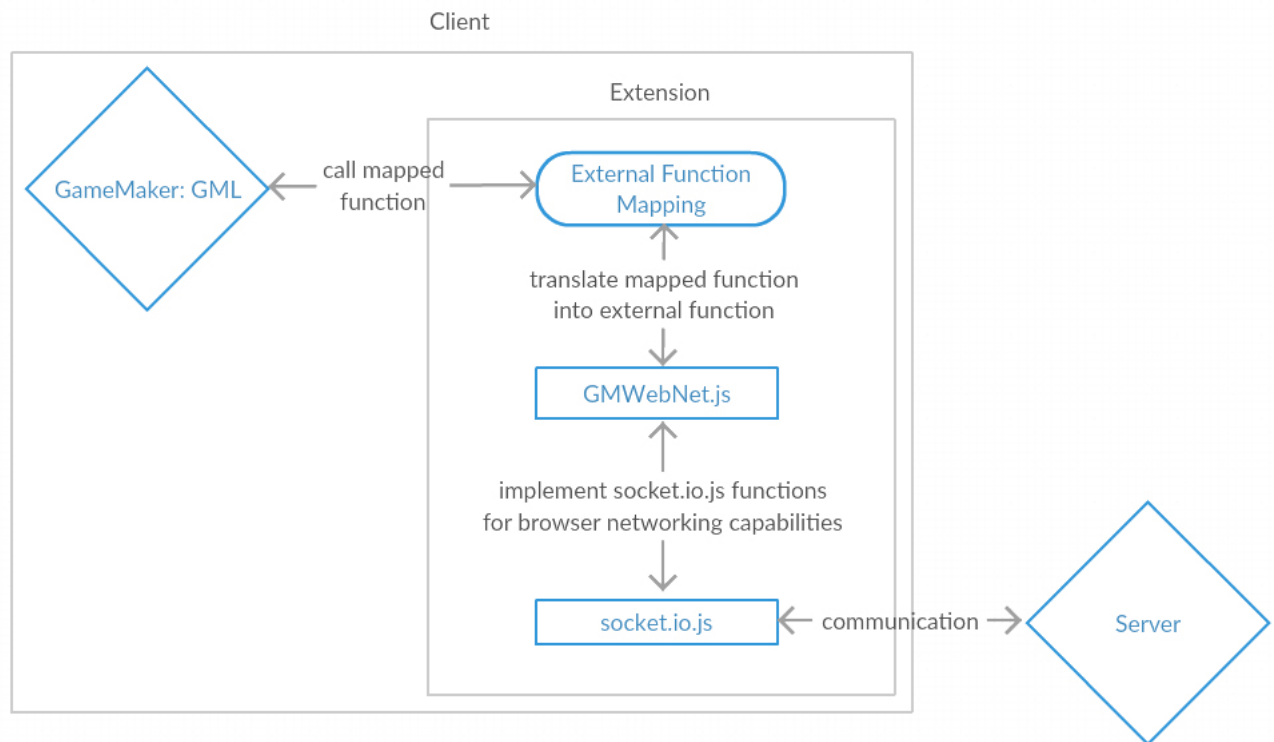 Client
Extension
GameMaker: GML
call mapped
function
External Function
Mapping
translate mapped function
into external function
GMWebNet.js
implement socket.io.js functions
for browser networking capabilities
socket.io.js
communication
Server